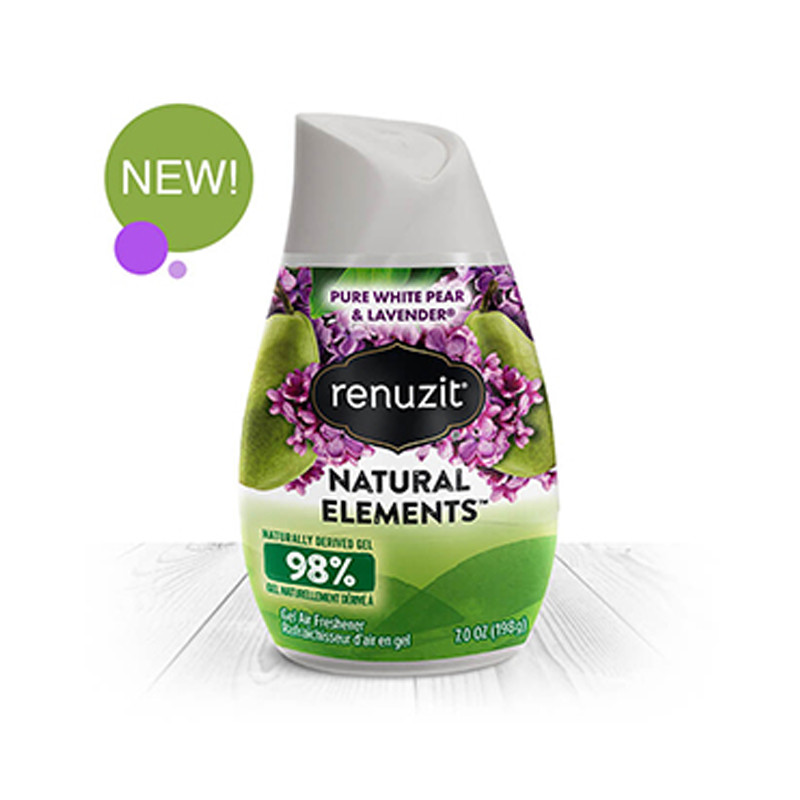 NEW!
PURE WHITE PEAR
& LAVENDER®
renuzit®
NATURAL
ELEMENTS™
NATURALLY DERIVED GEL
98%
GEL NATURELLEMENT DÉRIVÉ À
Gel Air Freshener
Rafraîchisseur d'air en gel
7.0 OZ (198g)